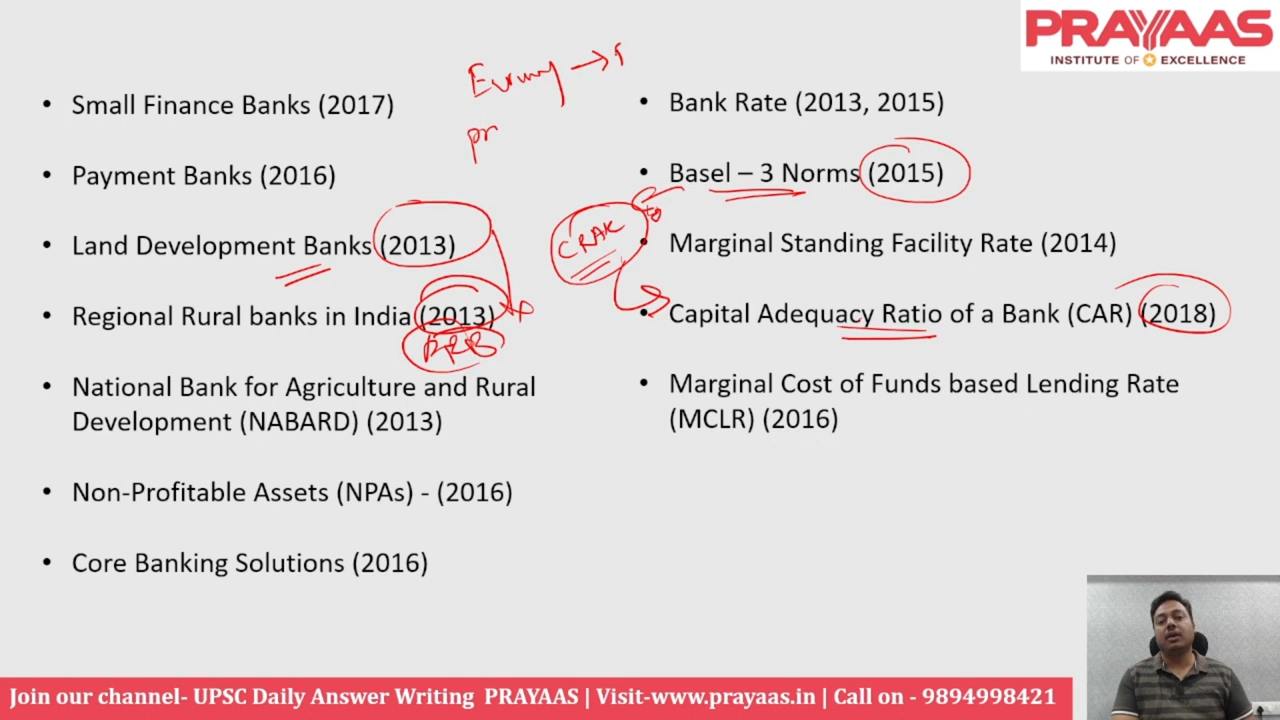 PRAYAAS
INSTITUTE OF EXCELLENCE
• Small Finance Banks (2017)
• Payment Banks (2016)
• Land Development Banks (2013)
• Regional Rural banks in India (2013)
RRB
• National Bank for Agriculture and Rural
Development (NABARD) (2013)
• Non-Profitable Assets (NPAs) - (2016)
• Core Banking Solutions (2016)
pr
CRAR
• Bank Rate (2013, 2015)
• Basel – 3 Norms (2015)
• Marginal Standing Facility Rate (2014)
• Capital Adequacy Ratio of a Bank (CAR) (2018)
• Marginal Cost of Funds based Lending Rate
(MCLR) (2016)
Join our channel- UPSC Daily Answer Writing PRAYAAS | Visit-www.prayaas.in | Call on - 9894998421